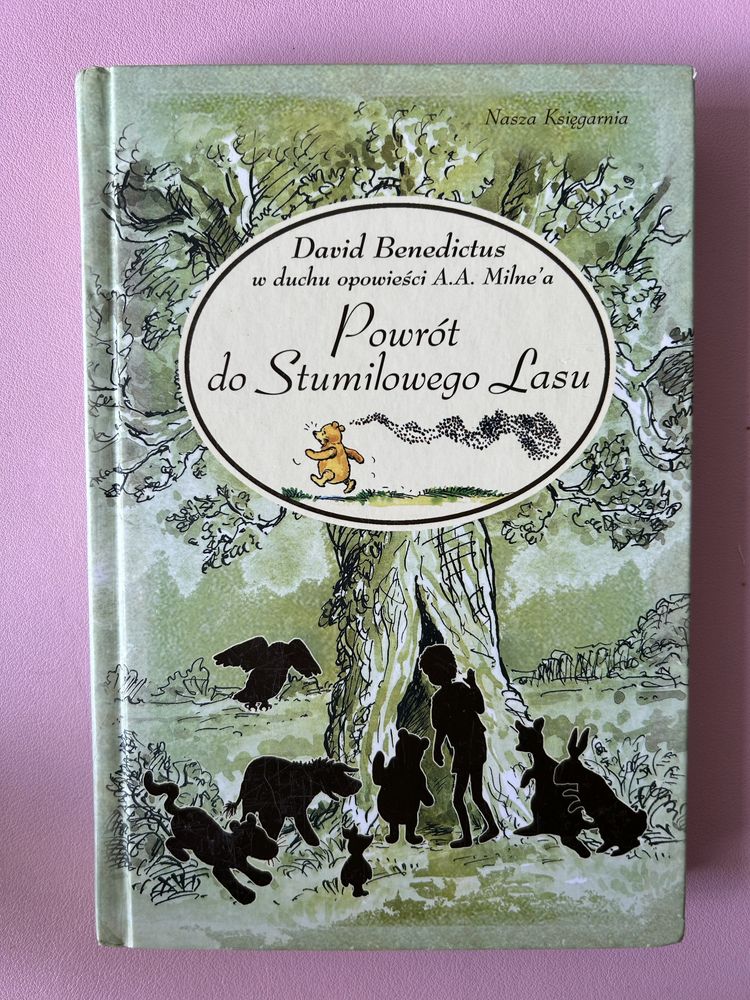 Nasza Księgarnia
David Benedictus
w duchu opowieści A.A. Milne'a
Powrót
do Stumilowego Lasu